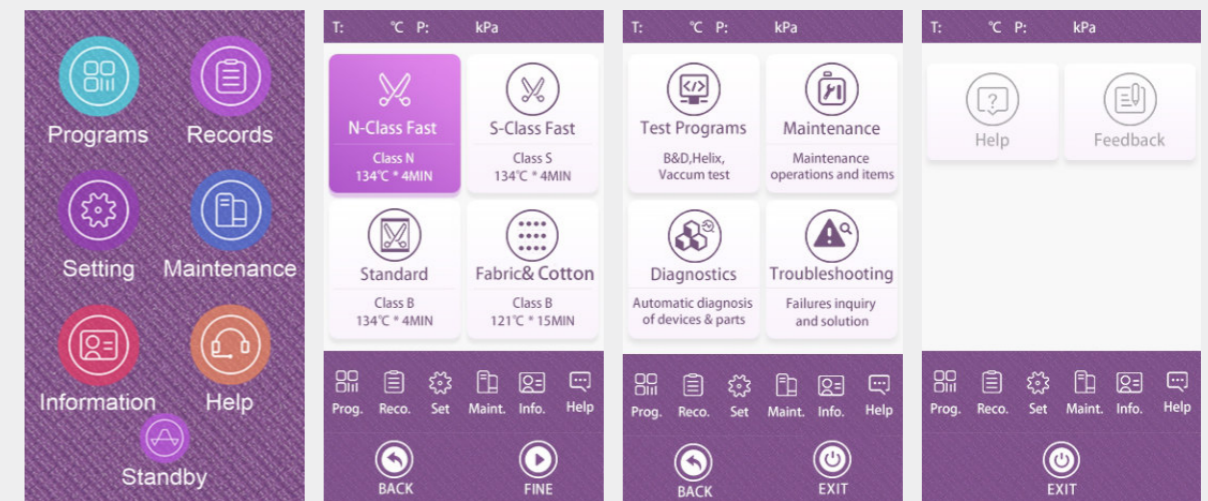 Programs
Records
Setting
Maintenance
Information
Help
Standby
T: ℃ P: kPa
N-Class Fast
Class N
134℃ * 4MIN
S-Class Fast
Class S
134℃ * 4MIN
Standard
Class B
134℃ * 4MIN
Fabric& Cotton
Class B
121℃ * 15MIN
Prog. Reco. Set Maint. Info. Help
BACK FINE
T: ℃ P: kPa
Test Programs
B&D,Helix,
Vaccum test
Maintenance
Maintenance
operations and items
Diagnostics
Automatic diagnosis
of devices & parts
Troubleshooting
Failures inquiry
and solution
Prog. Reco. Set Maint. Info. Help
BACK EXIT
T: ℃ P: kPa
Help
Feedback
Prog. Reco. Set Maint. Info. Help
EXIT